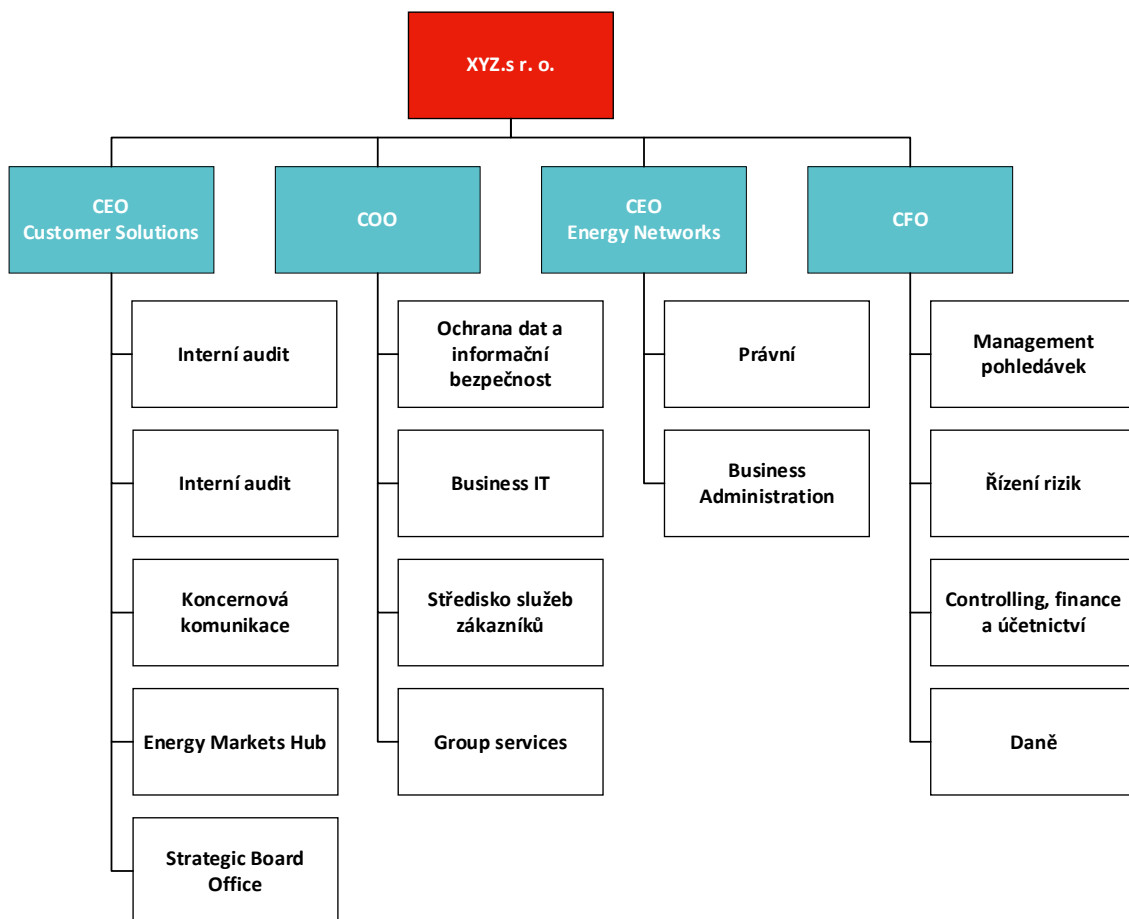 XYZ.s r. o.
CEO
Customer Solutions
COO
CEO
Energy Networks
CFO
Interní audit
Ochrana dat a
informační
bezpečnost
Právní
Management
pohledávek
Interní audit
Business IT
Business
Administration
Řízení rizik
Koncernová
komunikace
Středisko služeb
zákazníků
Controlling, finance
a účetnictví
Energy Markets Hub
Group services
Daně
Strategic Board
Office